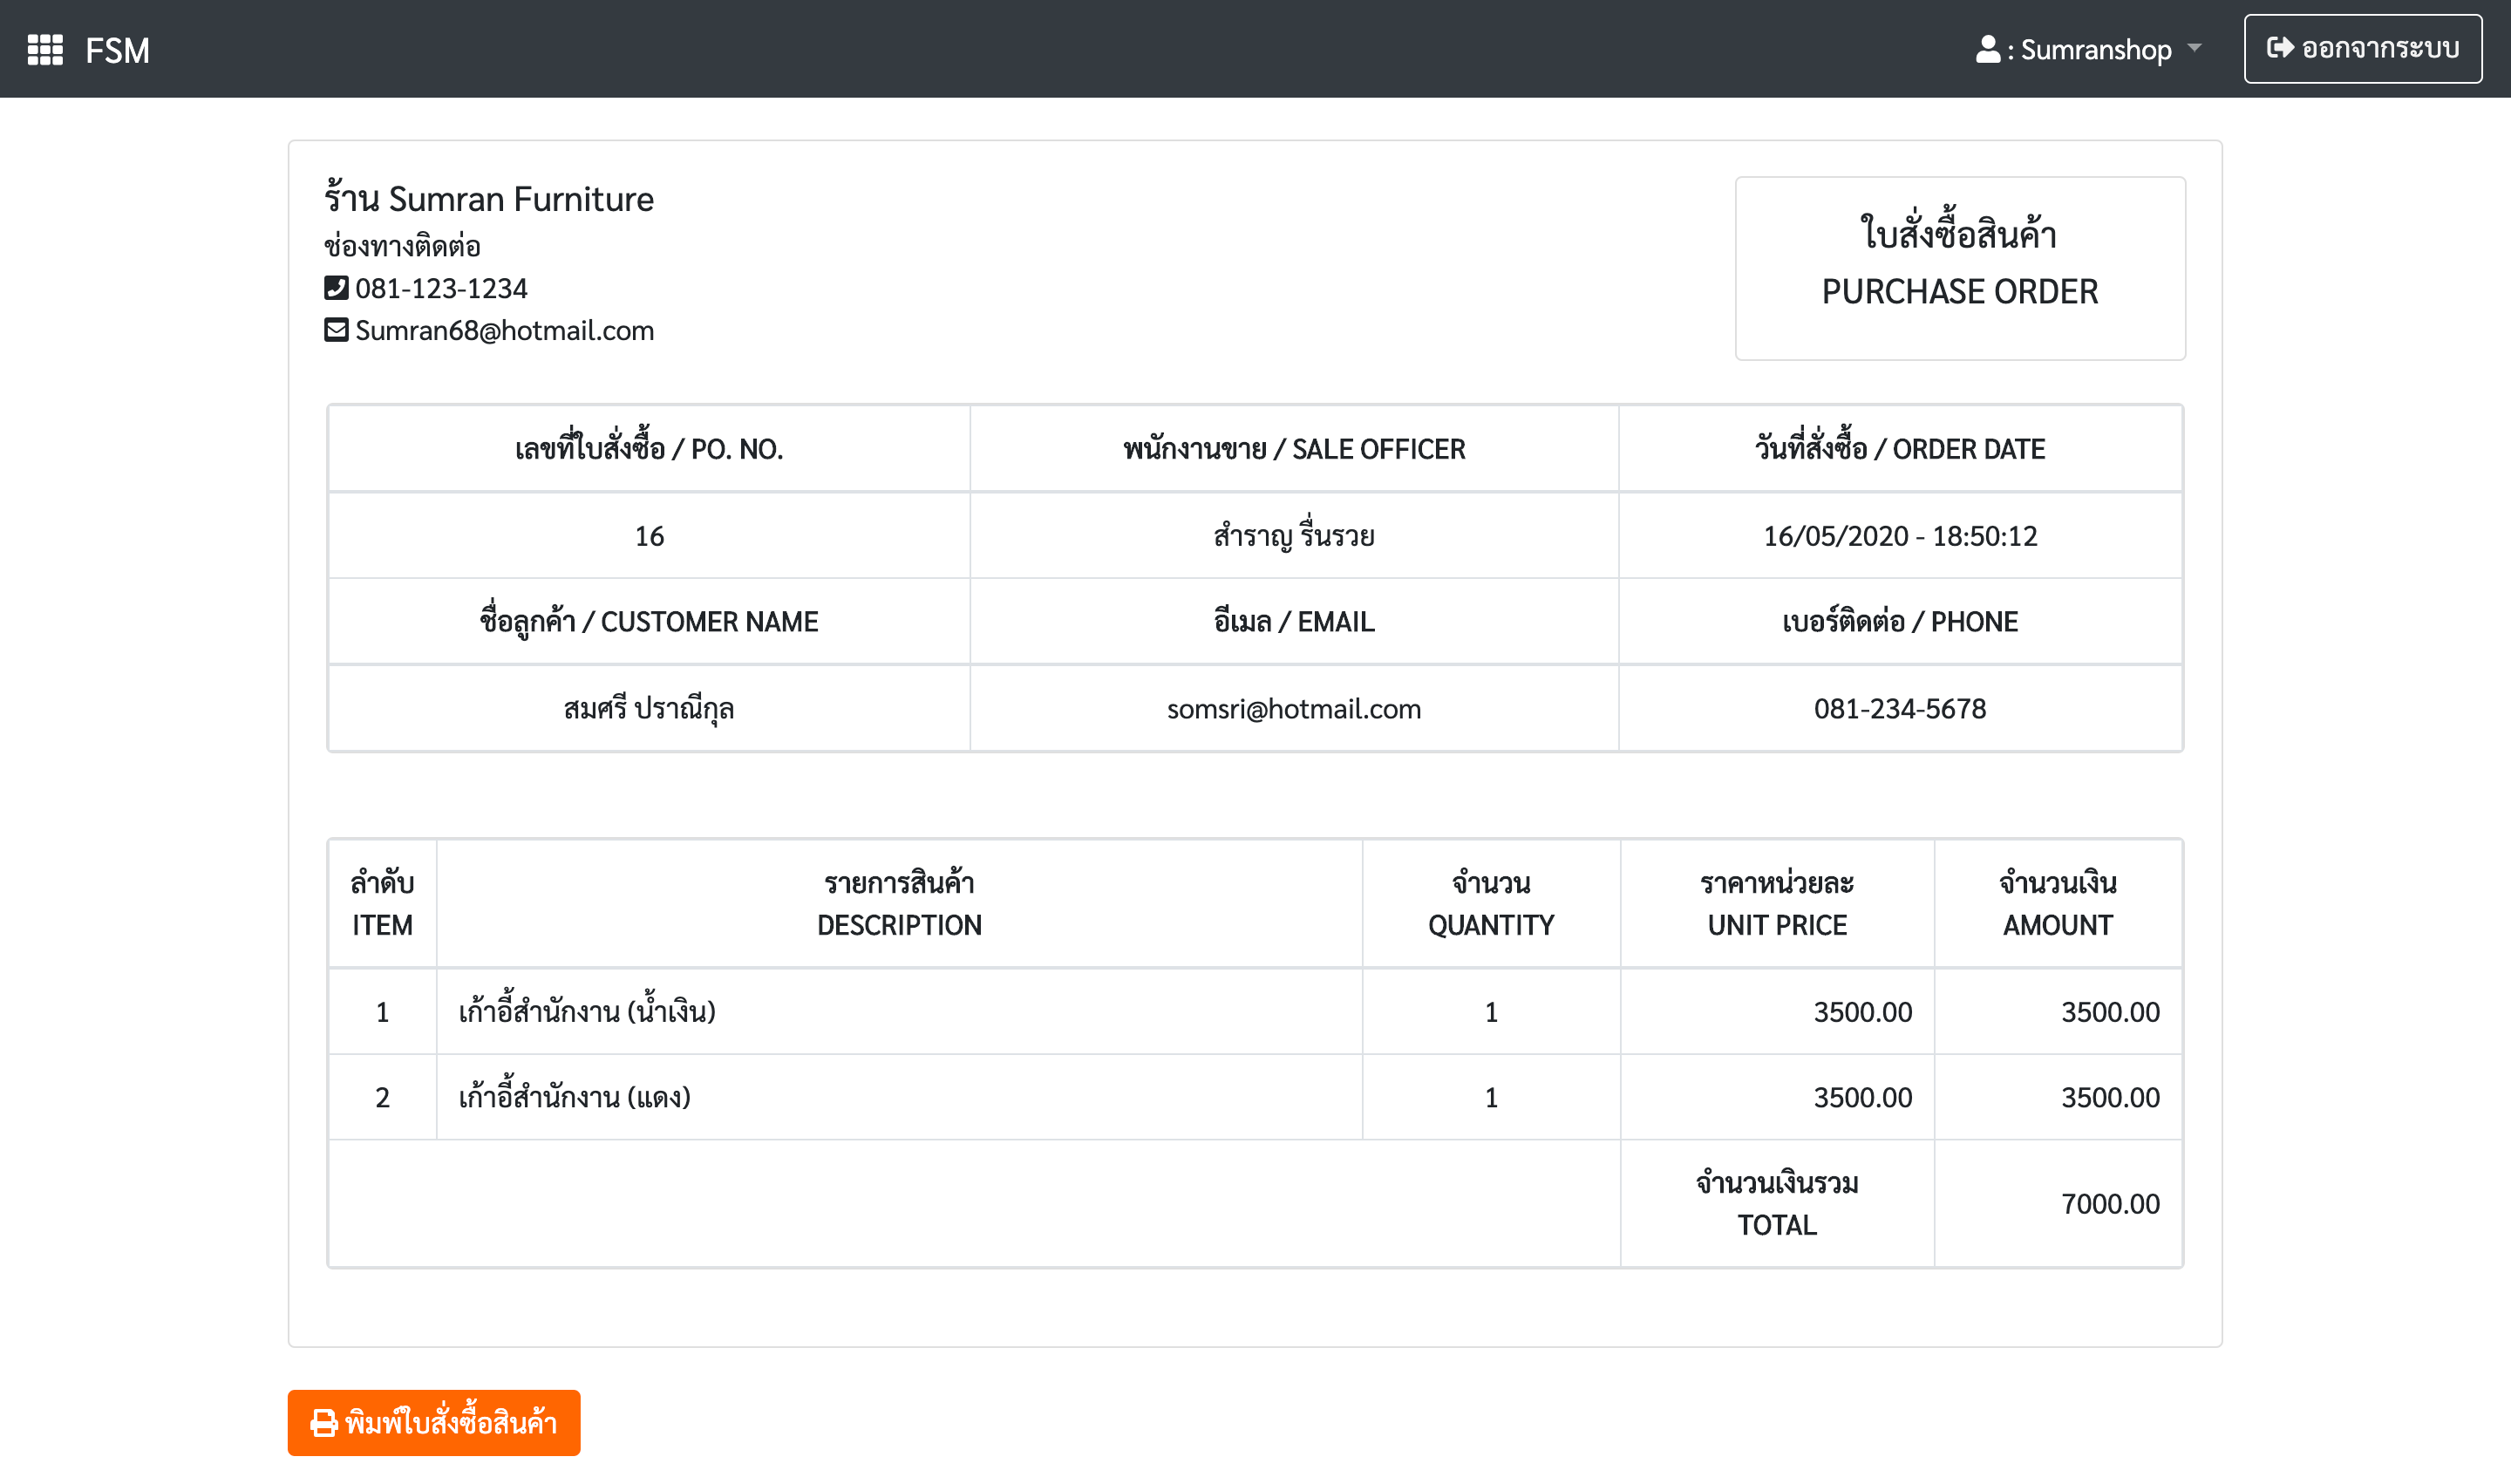 FSM
: Sumranshop
ออกจากระบบ
ร้าน Sumran Furniture
ช่องทางติดต่อ
081-123-1234
Sumran68@hotmail.com
ใบสั่งซื้อสินค้า
PURCHASE ORDER
เลขที่ใบสั่งซื้อ / PO. NO.
พนักงานขาย / SALE OFFICER
วันที่สั่งซื้อ / ORDER DATE
16
สำราญ รื่นรวย
16/05/2020 - 18:50:12
ชื่อลูกค้า / CUSTOMER NAME
อีเมล / EMAIL
เบอร์ติดต่อ / PHONE
สมศรี ปราณีกุล
somsri@hotmail.com
081-234-5678
ลำดับ
ITEM
รายการสินค้า
DESCRIPTION
จำนวน
QUANTITY
ราคาหน่วยละ
UNIT PRICE
จำนวนเงิน
AMOUNT
1
เก้าอี้สำนักงาน (น้ำเงิน)
1
3500.00
3500.00
2
เก้าอี้สำนักงาน (แดง)
1
3500.00
3500.00
จำนวนเงินรวม
TOTAL
7000.00
พิมพ์ใบสั่งซื้อสินค้า